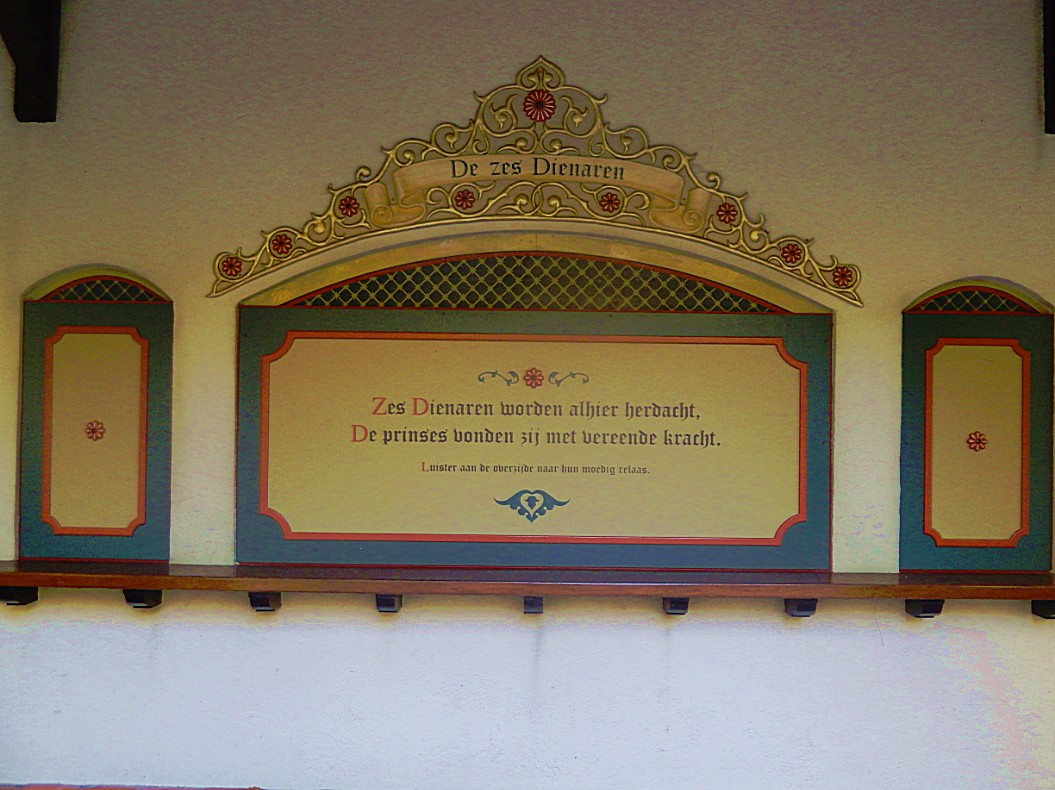 De zes Dienaren
Zes Dienaren worden alhier herdacht,
De prinses vonden zij met vereende kracht.
Luister aan de overzijde naar hun moedig relaas.